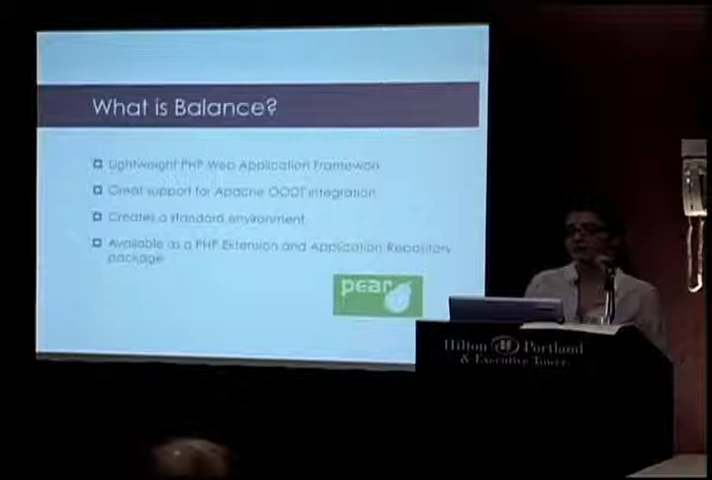 What is Balance?
Lightweight PHP Web Application Framework
Great support for Apache OODT integration
Creates a standard environment
Available as a PHP Extension and Application Repository
package
pear
Hilton Portland
& Executive Tower